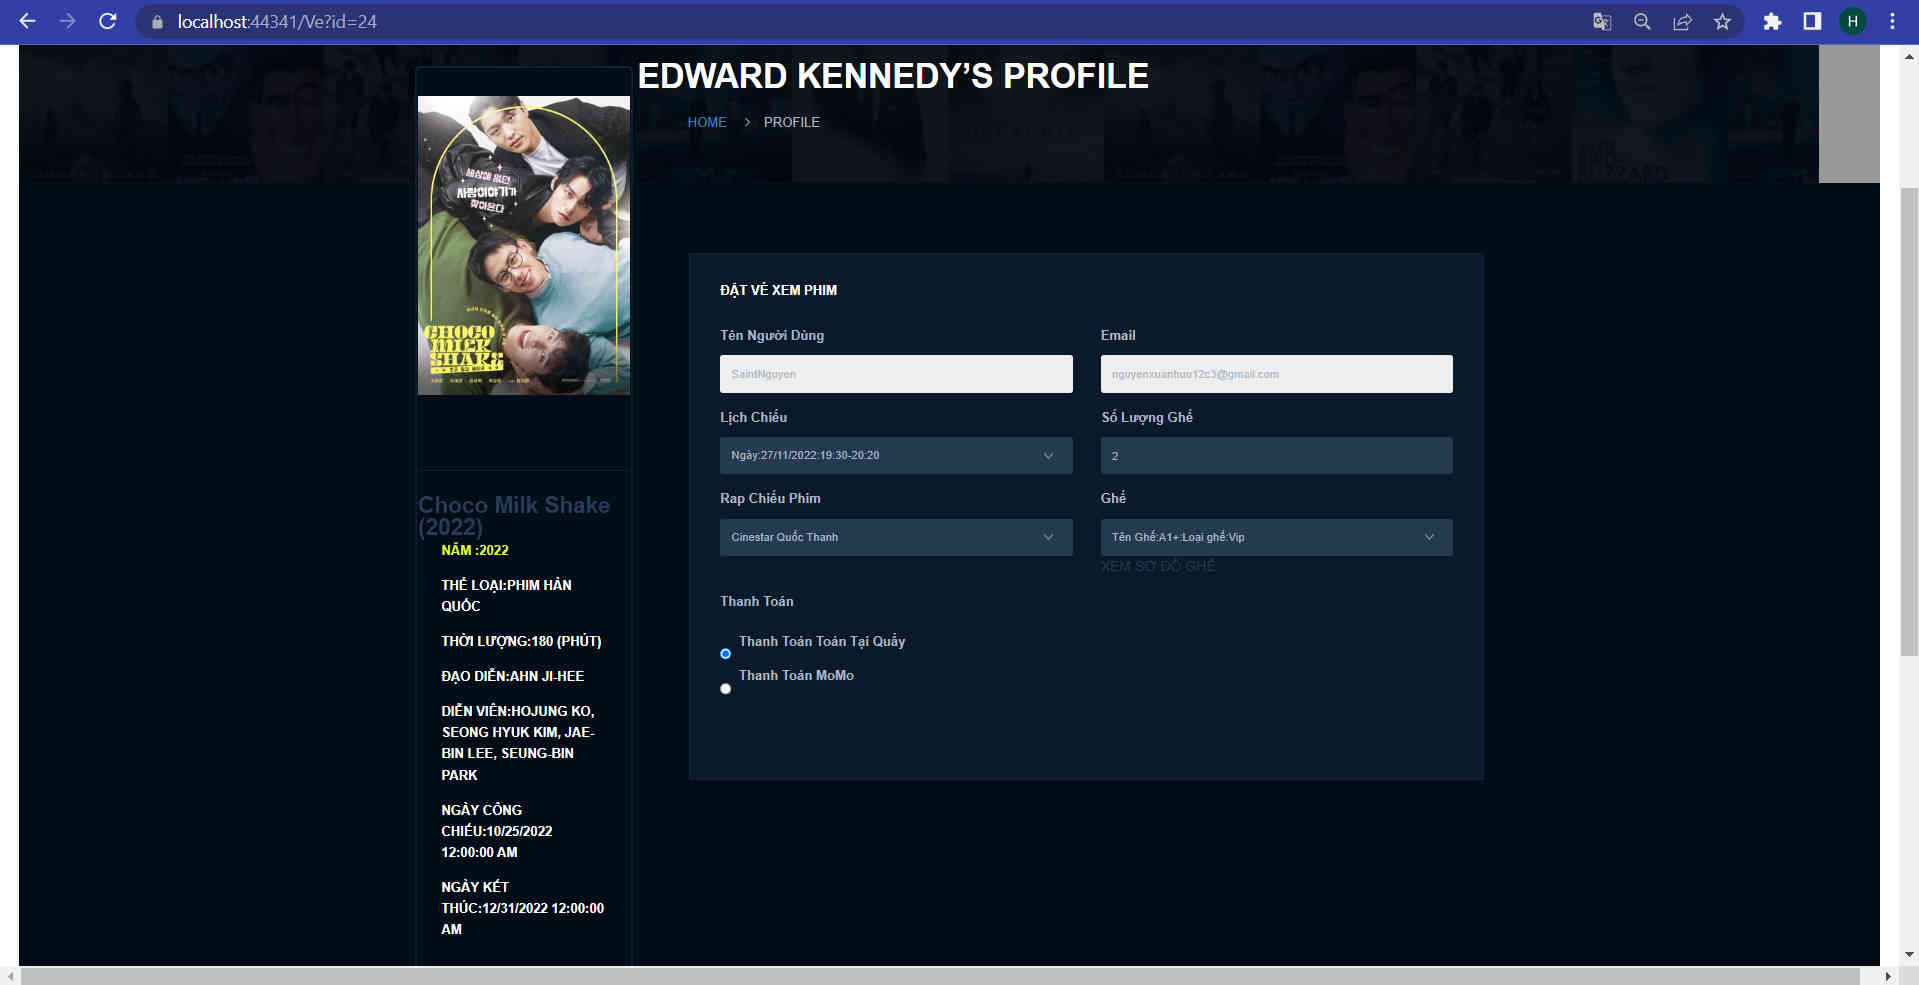 localhost:44341/Ve?id=24
H
EDWARD KENNEDY’S PROFILE
HOME
PROFILE
세상에 없던
사랑이야기가
찾아온다
CHOCO
MILK
SHAKE
Choco Milk Shake
(2022)
NĂM :2022
THỂ LOẠI:PHIM HÀN
QUỐC
THỜI LƯỢNG:180 (PHÚT)
ĐẠO DIỄN:AHN JI-HEE
DIỄN VIÊN:HOJUNG KO,
SEONG HYUK KIM, JAE-
BIN LEE, SEUNG-BIN
PARK
NGÀY CÔNG
CHIẾU:10/25/2022
12:00:00 AM
NGÀY KẾT
THÚC:12/31/2022 12:00:00
AM
ĐẶT VÉ XEM PHIM
Tên Người Dùng
Email
SaintNguyen
nguyenxuanhuu12c3@gmail.com
Lịch Chiếu
Số Lượng Ghế
Ngày:27/11/2022:19:30-20:20
2
Rạp Chiếu Phim
Ghế
Cinestar Quốc Thanh
Tên Ghế:A1+:Loại ghế:Vip
XEM SƠ ĐỒ GHẾ
Thanh Toán
Thanh Toán Toán Tại Quầy
Thanh Toán MoMo